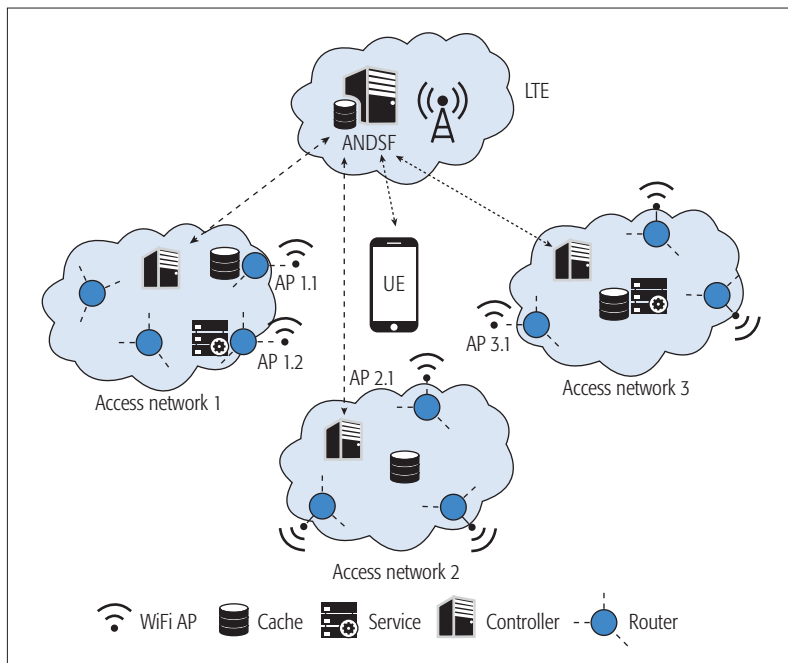 LTE
ANDSF
UE
AP 1.1
AP 1.2
Access network 1
AP 2.1
AP 3.1
Access network 3
Access network 2
WiFi AP
Cache
Service
Controller
Router